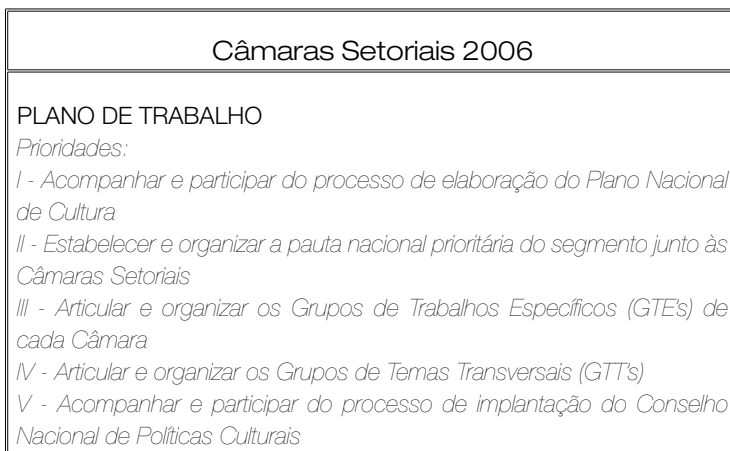 Câmaras Setoriais 2006
PLANO DE TRABALHO
Prioridades:
I - Acompanhar e participar do processo de elaboração do Plano Nacional
de Cultura
II - Estabelecer e organizar a pauta nacional prioritária do segmento junto às
Câmaras Setoriais
III - Articular e organizar os Grupos de Trabalhos Específicos (GTE's) de
cada Câmara
IV - Articular e organizar os Grupos de Temas Transversais (GTT's)
V - Acompanhar e participar do processo de implantação do Conselho
Nacional de Políticas Culturais